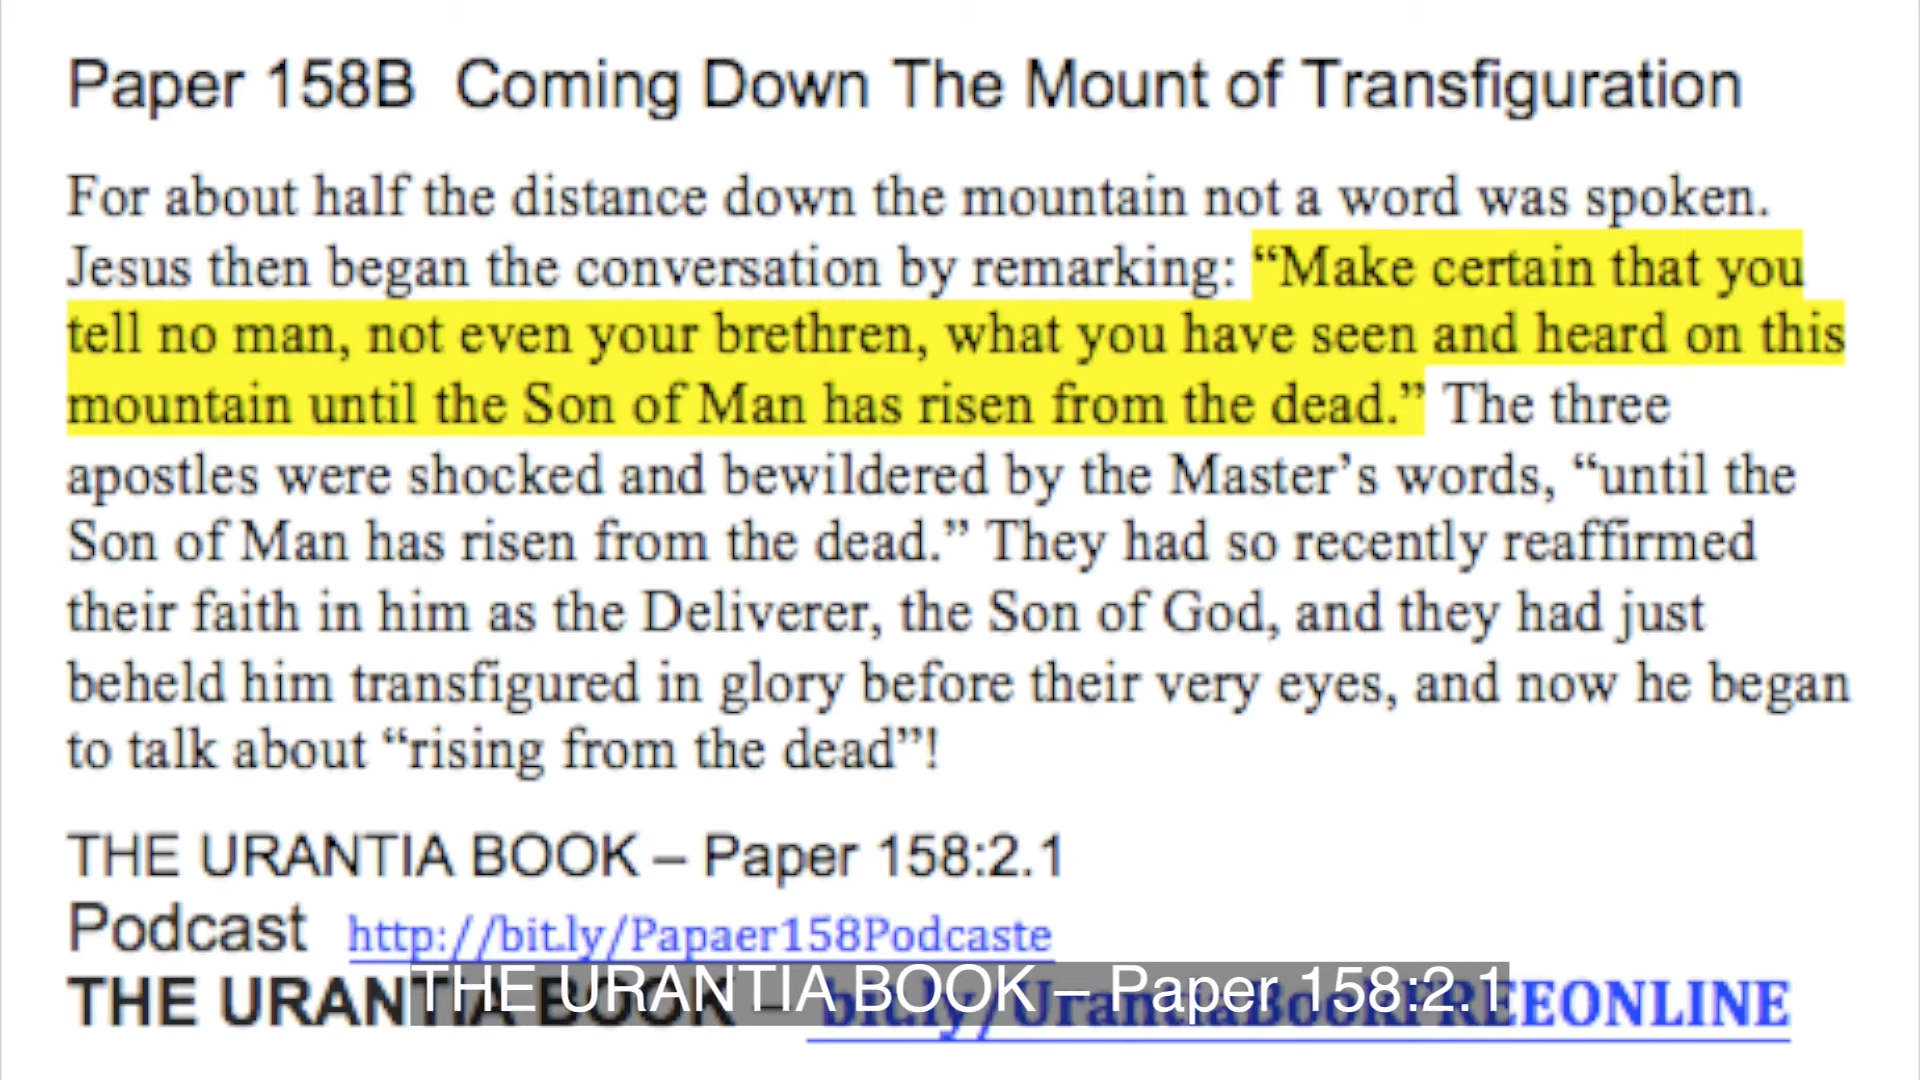 Paper 158B  Coming Down The Mount of Transfiguration
For about half the distance down the mountain not a word was spoken.
Jesus then began the conversation by remarking: “Make certain that you
tell no man, not even your brethren, what you have seen and heard on this
mountain until the Son of Man has risen from the dead.” The three
apostles were shocked and bewildered by the Master’s words, “until the
Son of Man has risen from the dead.” They had so recently reaffirmed
their faith in him as the Deliverer, the Son of God, and they had just
beheld him transfigured in glory before their very eyes, and now he began
to talk about “rising from the dead”!
THE URANTIA BOOK – Paper 158:2.1
Podcast http://bit.ly/Papaer158Podcaste
THE URANTIA BOOK – bit.ly/UrantiaBookFREEONLINE
THE URANTIA BOOK – Paper 158:2.1